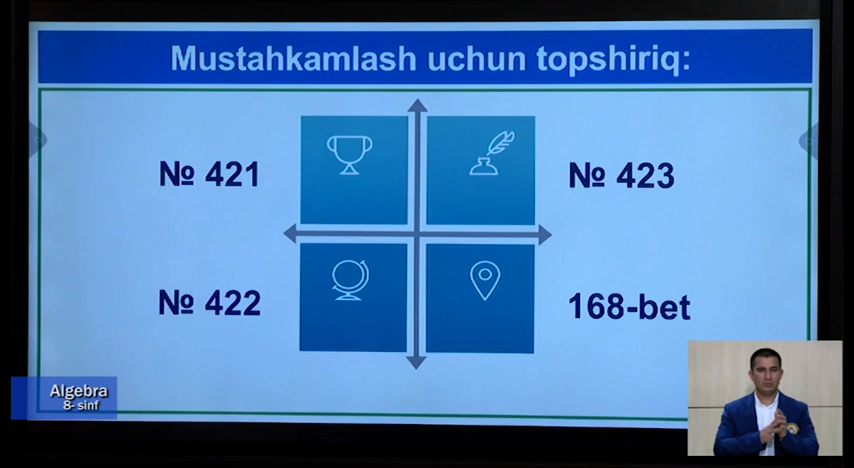 Mustahkamlash uchun topshiriq:
№ 421
№ 423
№ 422
168-bet
Algebra
8- sinf